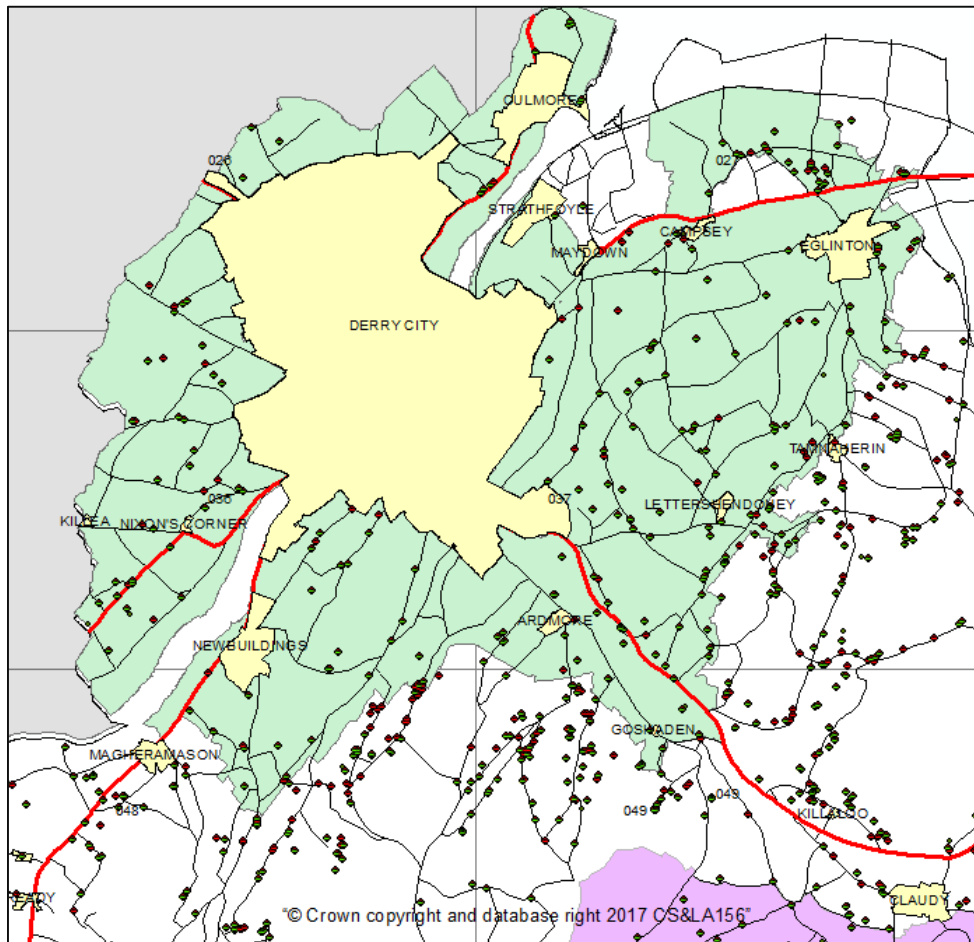 CULMORE
026
027
STRATHFOYLE
CAMPSEY
MAYDOWN
EGLINTON
DERRY CITY
TAMNAHERIN
036
037
LETTERSHENDONEY
KILLEA
NIXON'S CORNER
ARDMORE
NEWBUILDINGS
GOSHADEN
MAGHERAMASON
048
049
049
KILLALOO
READY
CLAUDY
"© Crown copyright and database right 2017 CS&LA156"